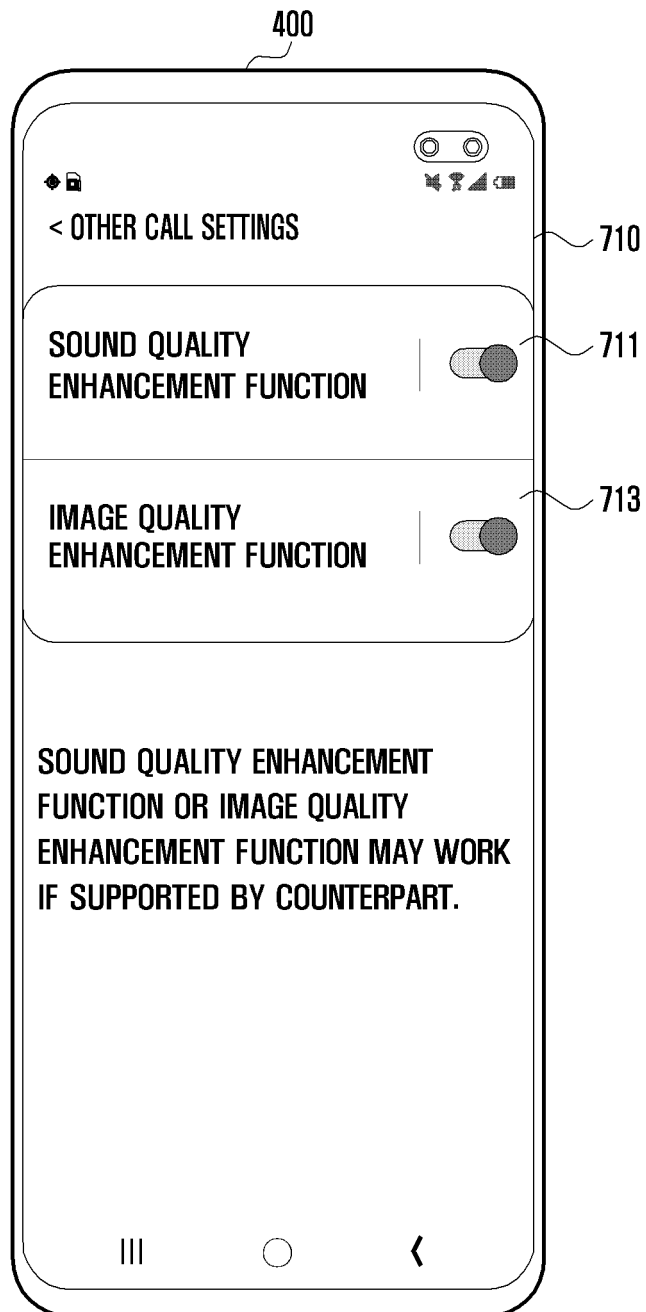 400
< OTHER CALL SETTINGS
710
SOUND QUALITY
ENHANCEMENT FUNCTION
711
IMAGE QUALITY
ENHANCEMENT FUNCTION
713
SOUND QUALITY ENHANCEMENT
FUNCTION OR IMAGE QUALITY
ENHANCEMENT FUNCTION MAY WORK
IF SUPPORTED BY COUNTERPART.